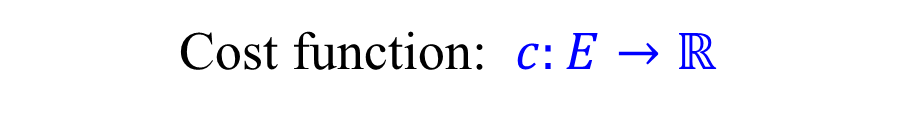 Cost function: c: E → ℝ